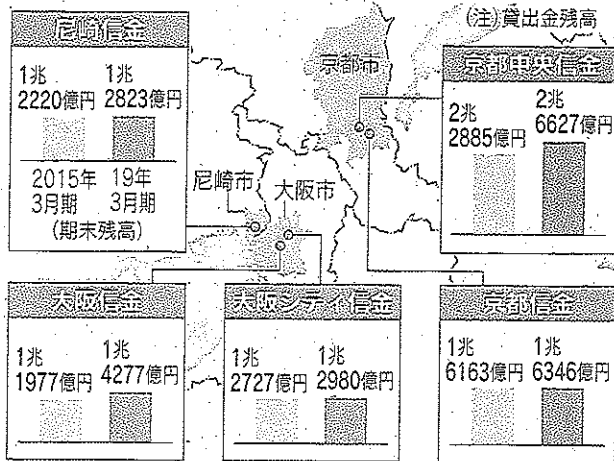 (注)貸出金残高
尼崎信金
1兆
2220億円
1兆
2823億円
2015年
3月期
19年
3月期
(期末残高)
京都市
京都中央信金
2兆
2885億円
2兆
6627億円
尼崎市
大阪市
大阪信金
1兆
1977億円
1兆
4277億円
大阪シティ信金
1兆
2727億円
1兆
2980億円
京都信金
1兆
6163億円
1兆
6346億円